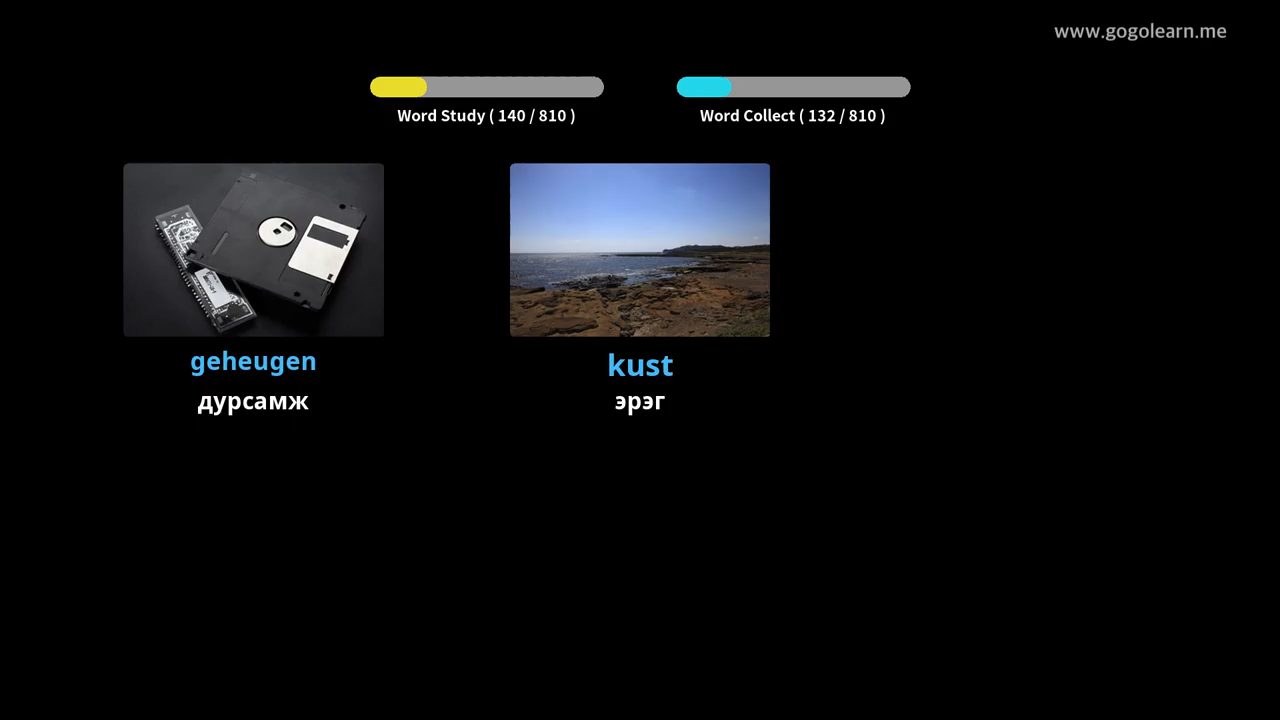 www.gogolearn.me
Word Study ( 140 / 810 )
Word Collect ( 132 / 810 )
geheugen
дурсамж
kust
эрэг